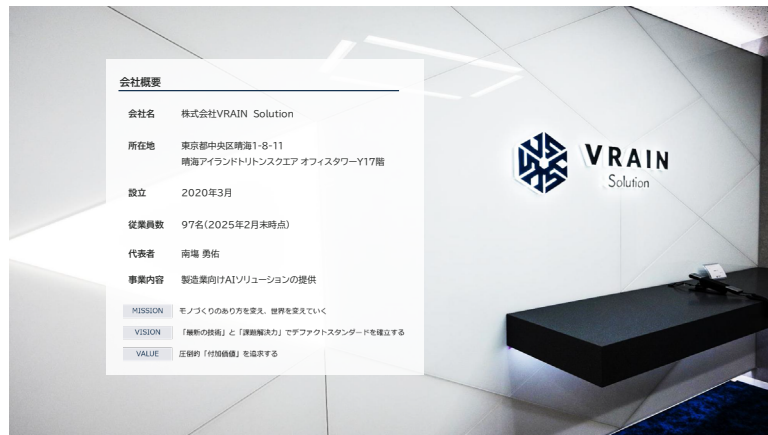 会社概要
会社名 株式会社VRAIN Solution
所在地 東京都中央区晴海1-8-11
晴海アイランドトリトンスクエア オフィスタワーY17階
設立 2020年3月
従業員数 97名(2025年2月末時点)
代表者 南塲 勇佑
事業内容 製造業向けAIソリューションの提供
MISSION モノづくりのあり方を変え、世界を変えていく
VISION 「最新の技術」と「課題解決力」でデファクトスタンダードを確立する
VALUE 圧倒的「付加価値」を追求する
VRAIN
Solution